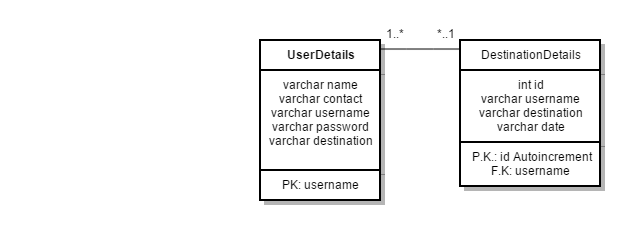 1..* *..1
UserDetails
varchar name
varchar contact
varchar username
varchar password
varchar destination
PK: username
DestinationDetails
int id
varchar username
varchar destination
varchar date
P.K.: id Autoincrement
F.K: username